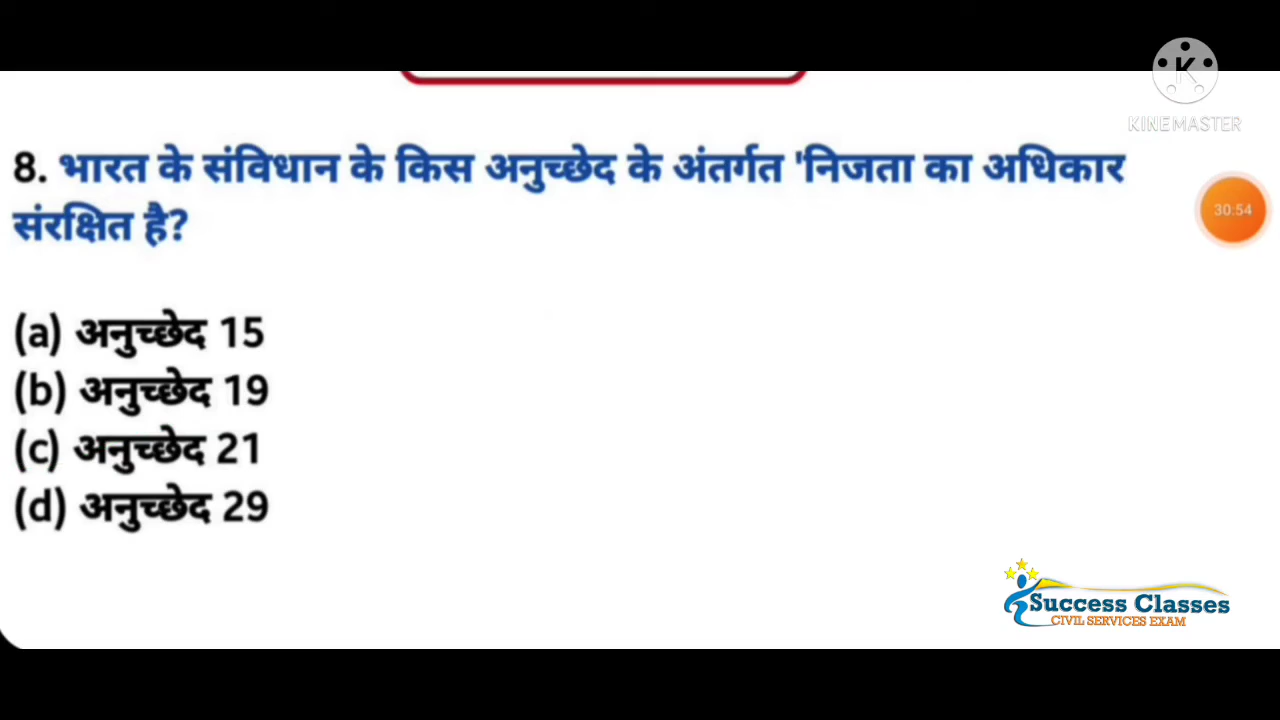 KINEMASTER
8. भारत के संविधान के किस अनुच्छेद के अंतर्गत 'निजता का अधिकार
संरक्षित है?
30:54
(a) अनुच्छेद 15
(b) अनुच्छेद 19
(c) अनुच्छेद 21
(d) अनुच्छेद 29
Success Classes
CIVIL SERVICES EXAM